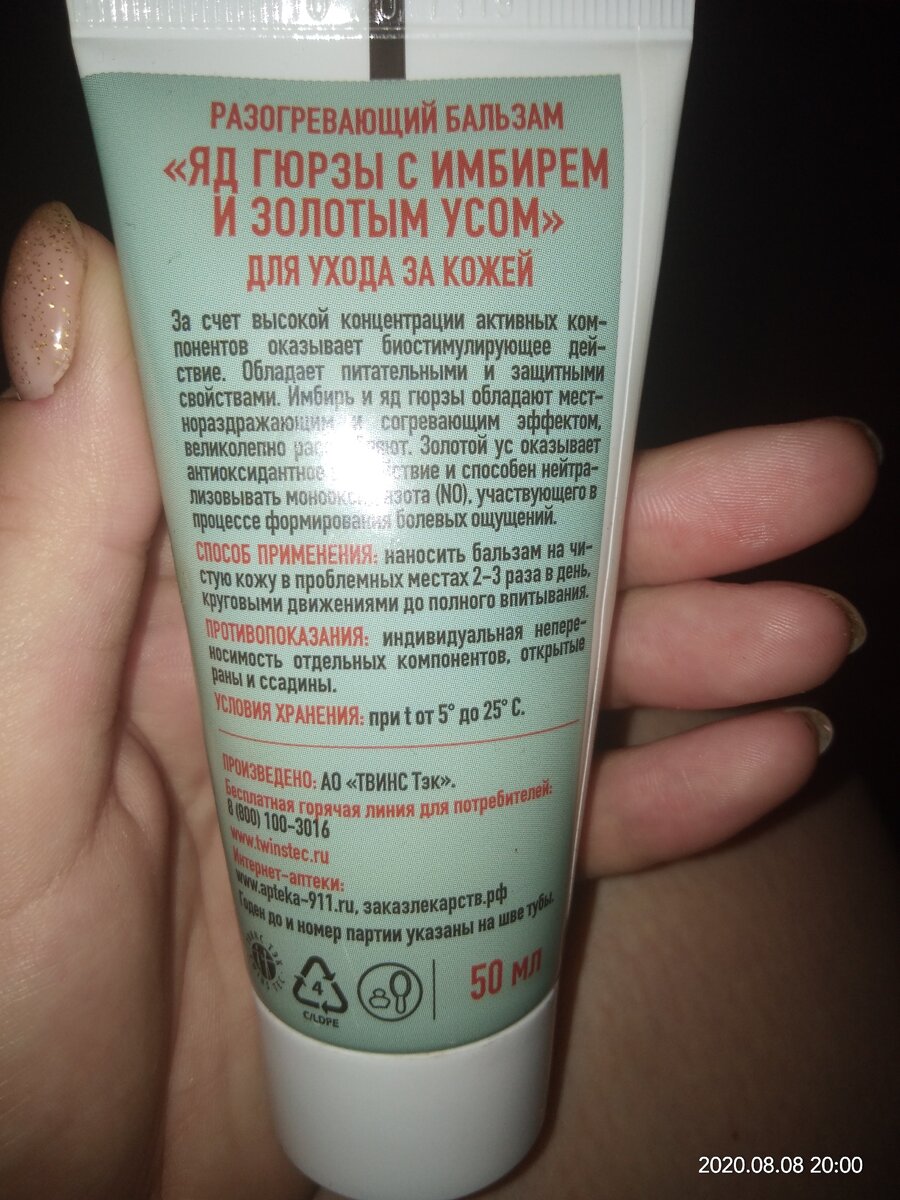 РАЗОГРЕВАЮЩИЙ БАЛЬЗАМ
«ЯД ГЮРЗЫ С ИМБИРЕМ
И ЗОЛОТЫМ УСОМ»
ДЛЯ УХОДА ЗА КОЖЕЙ
За счет высокой концентрации активных ком-
понентов оказывает биостимулирующее дей-
ствие. Обладает питательными и защитными
свойствами. Имбирь и яд гюрзы обладают мест-
нораздражающим и согревающим эффектом,
великолепно Золотой ус оказывает
антиоксидантное и способен нейтра-
лизовывать (NO), участвующего в
процессе формирования болевых ощущений.
СПОСОБ ПРИМЕНЕНИЯ: наносить бальзам на чи-
стую кожу в проблемных местах 2-3 раза в день,
круговыми движениями до полного впитывания.
ПРОТИВОПОКАЗАНИЯ: индивидуальная непере-
носимость отдельных компонентов, открытые
раны и ссадины.
УСЛОВИЯ ХРАНЕНИЯ: при t от 5° до 25° С.
ПРОИЗВЕДЕНО: АО «ТВИНС Тэк».
Бесплатная горячая линия для потребителей:
8 (800) 100-3016
www.twinstec.ru
Интернет-аптеки:
www.apteka-911.ru, заказлекарств.рф
Годен до и номер партии указаны на шве тубы.
4
C/LDPE
50 мл
2020.08.08 20:00